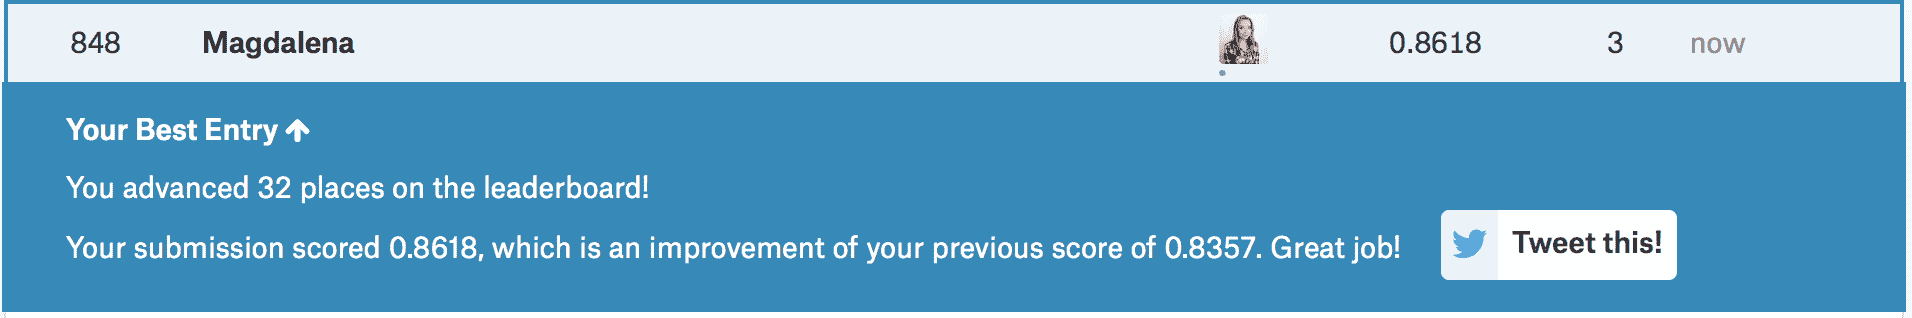 848 Magdalena 0.8618 3 now
Your Best Entry
You advanced 32 places on the leaderboard!
Your submission scored 0.8618, which is an improvement of your previous score of 0.8357. Great job! Tweet this!